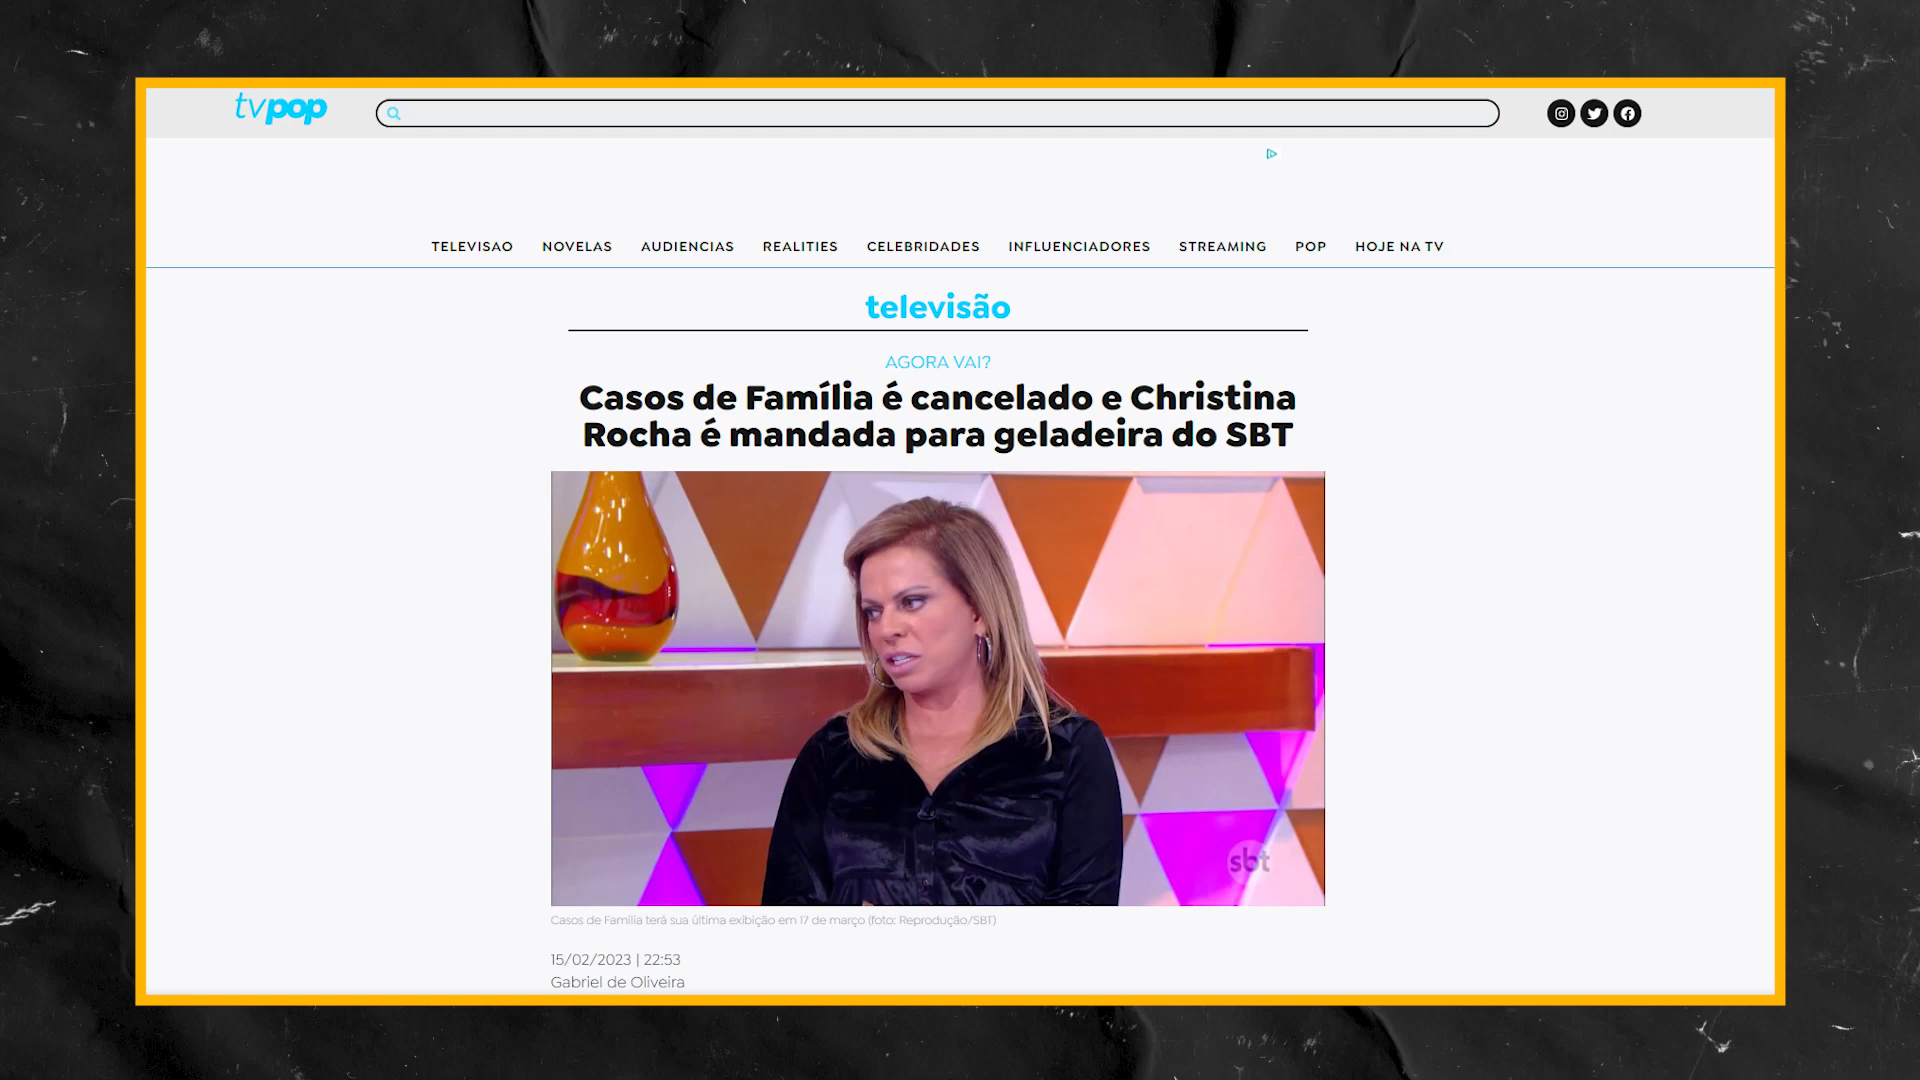 tvpop
TELEVISAO NOVELAS AUDIENCIAS REALITIES CELEBRIDADES INFLUENCIADORES STREAMING POP HOJE NA TV
televisão
AGORA VAI?
Casos de Família é cancelado e Christina
Rocha é mandada para geladeira do SBT
sbt
Casos de Família terá sua última exibição em 17 de março (foto: Reprodução/SBT)
15/02/2023 | 22:53
Gabriel de Oliveira